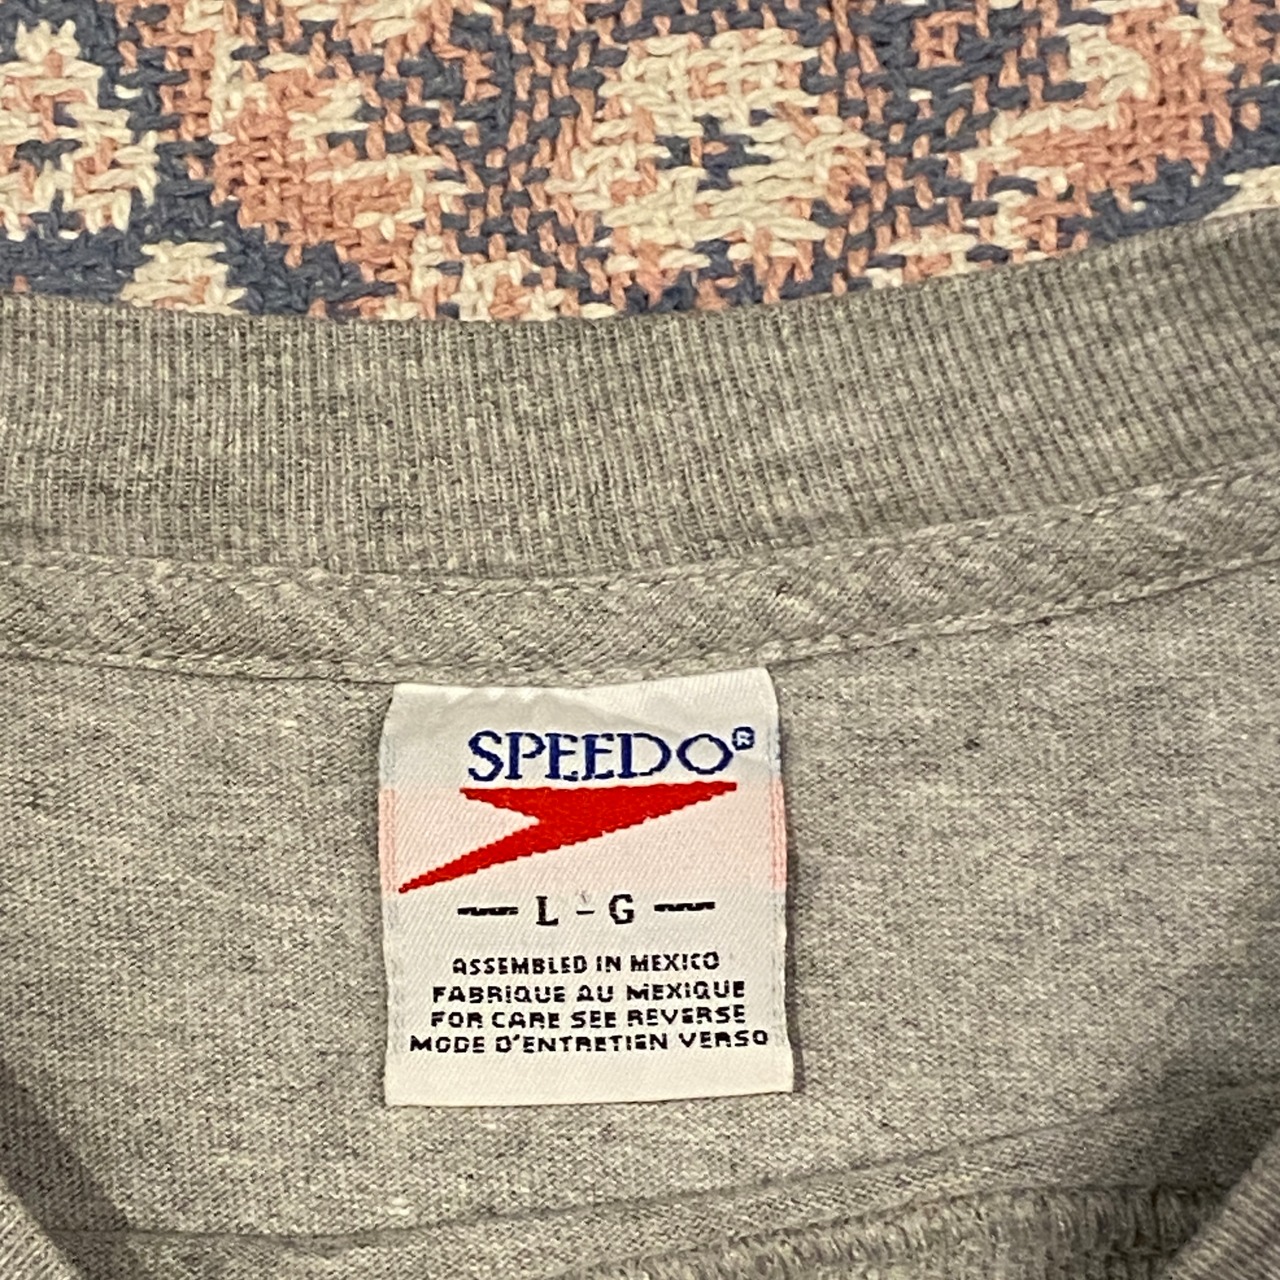 SPEEDO®
L - G
ASSEMBLED IN MEXICO
FABRIQUE AU MEXIQUE
FOR CARE SEE REVERSE
MODE D'ENTRETIEN VERSO